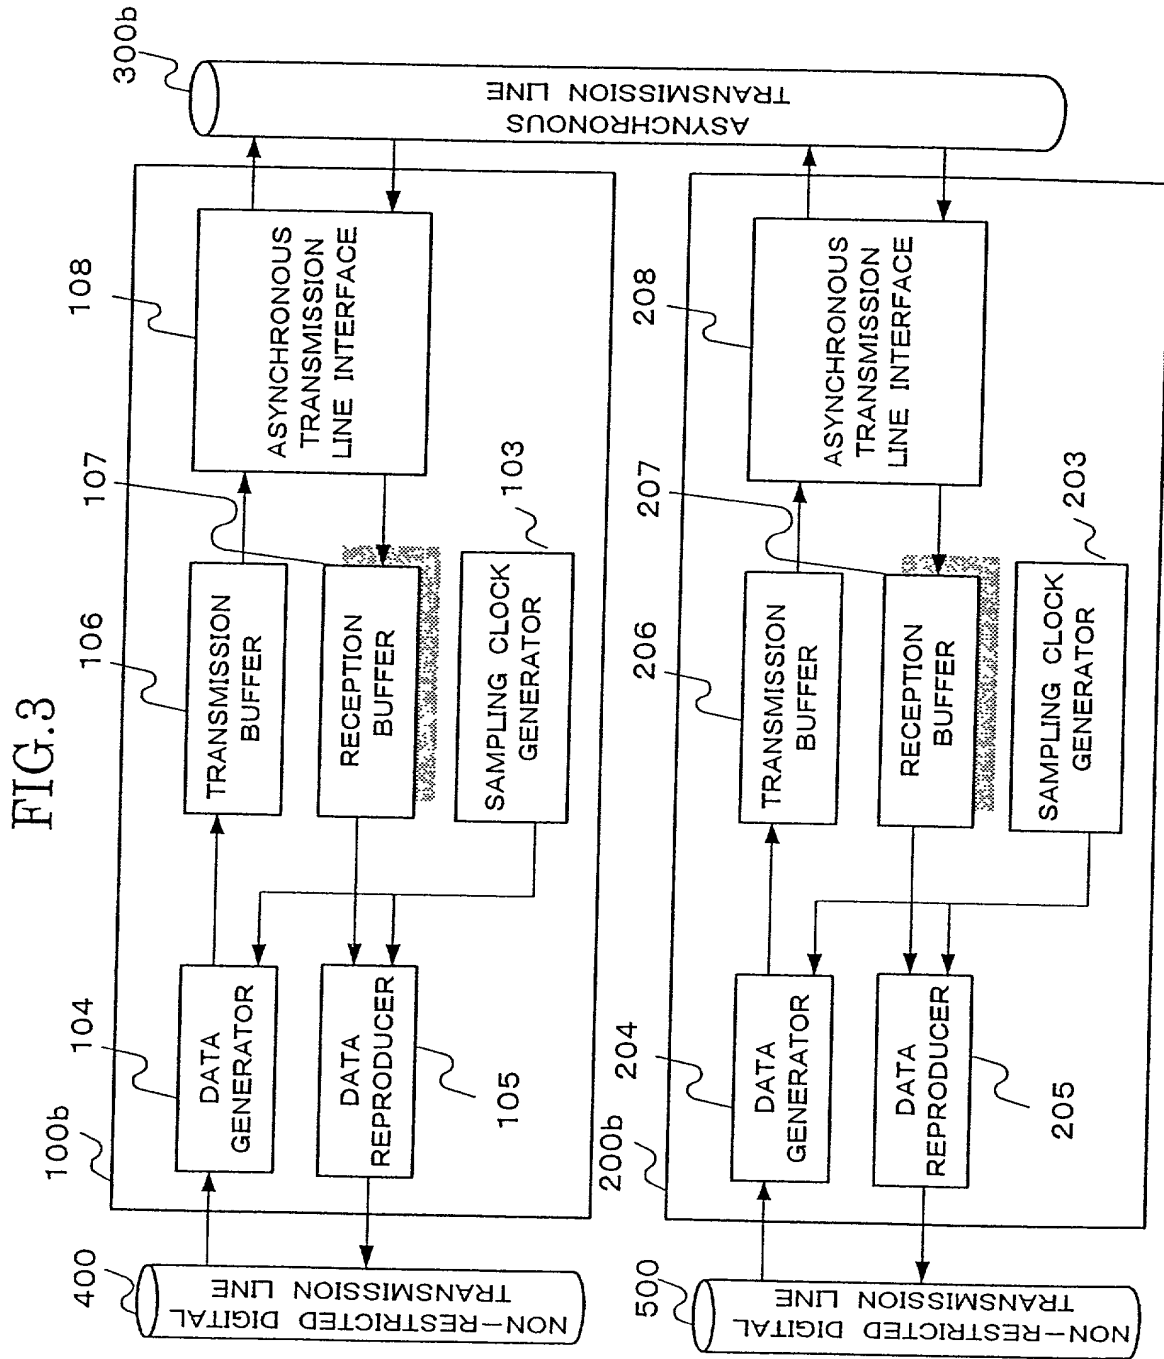 FIG.3
300b
ASYNCHRONOUS
TRANSMISSION LINE
100b
400
NON-RESTRICTED DIGITAL
TRANSMISSION LINE
104
DATA
GENERATOR
106
TRANSMISSION
BUFFER
107
RECEPTION
BUFFER
108
ASYNCHRONOUS
TRANSMISSION
LINE INTERFACE
DATA
REPRODUCER
105
SAMPLING CLOCK
GENERATOR
103
200b
500
NON-RESTRICTED DIGITAL
TRANSMISSION LINE
204
DATA
GENERATOR
206
TRANSMISSION
BUFFER
207
RECEPTION
BUFFER
208
ASYNCHRONOUS
TRANSMISSION
LINE INTERFACE
DATA
REPRODUCER
205
SAMPLING CLOCK
GENERATOR
203